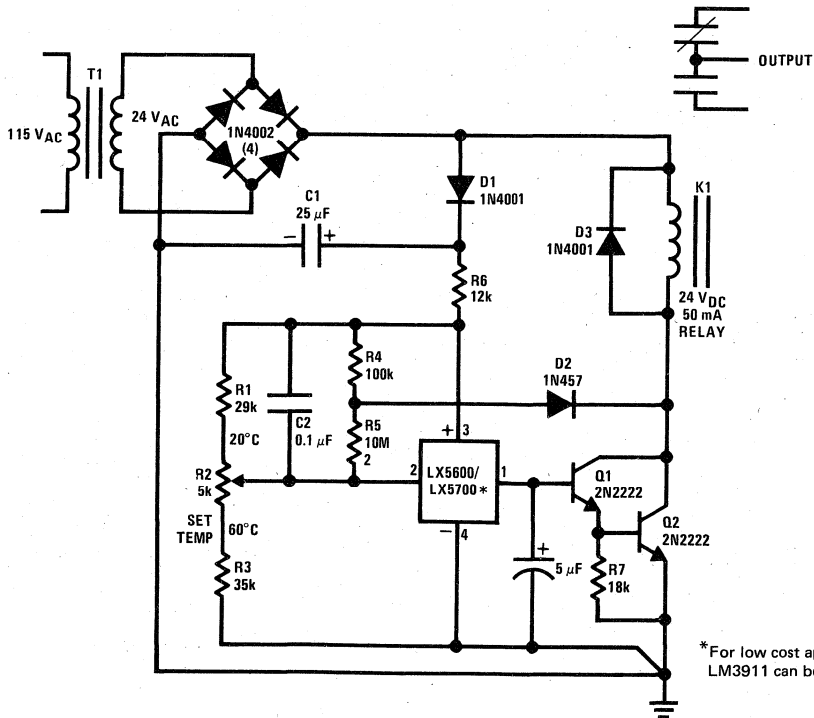 OUTPUT
T1
115 VAC
24 VAC
1N4002
(4)
D1
1N4001
C1
25 μF
− +
R6
12k
D3
1N4001
K1
24 VDC
50 mA
RELAY
R4
100k
D2
1N457
R1
29k
C2
0.1 μF
R5
10M
2
+ 3
20°C
R2
5k
SET
TEMP
60°C
2
LX5600/
LX5700*
1
− 4
Q1
2N2222
Q2
2N2222
+
5 μF
R7
18k
R3
35k
*For low cost ap
LM3911 can be